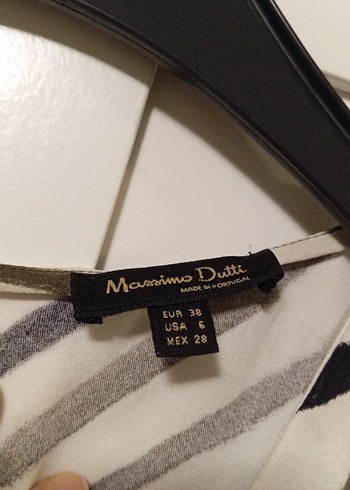 Massimo Dutti
MADE IN PORTUGAL
EUR 38
USA 6
MEX 28